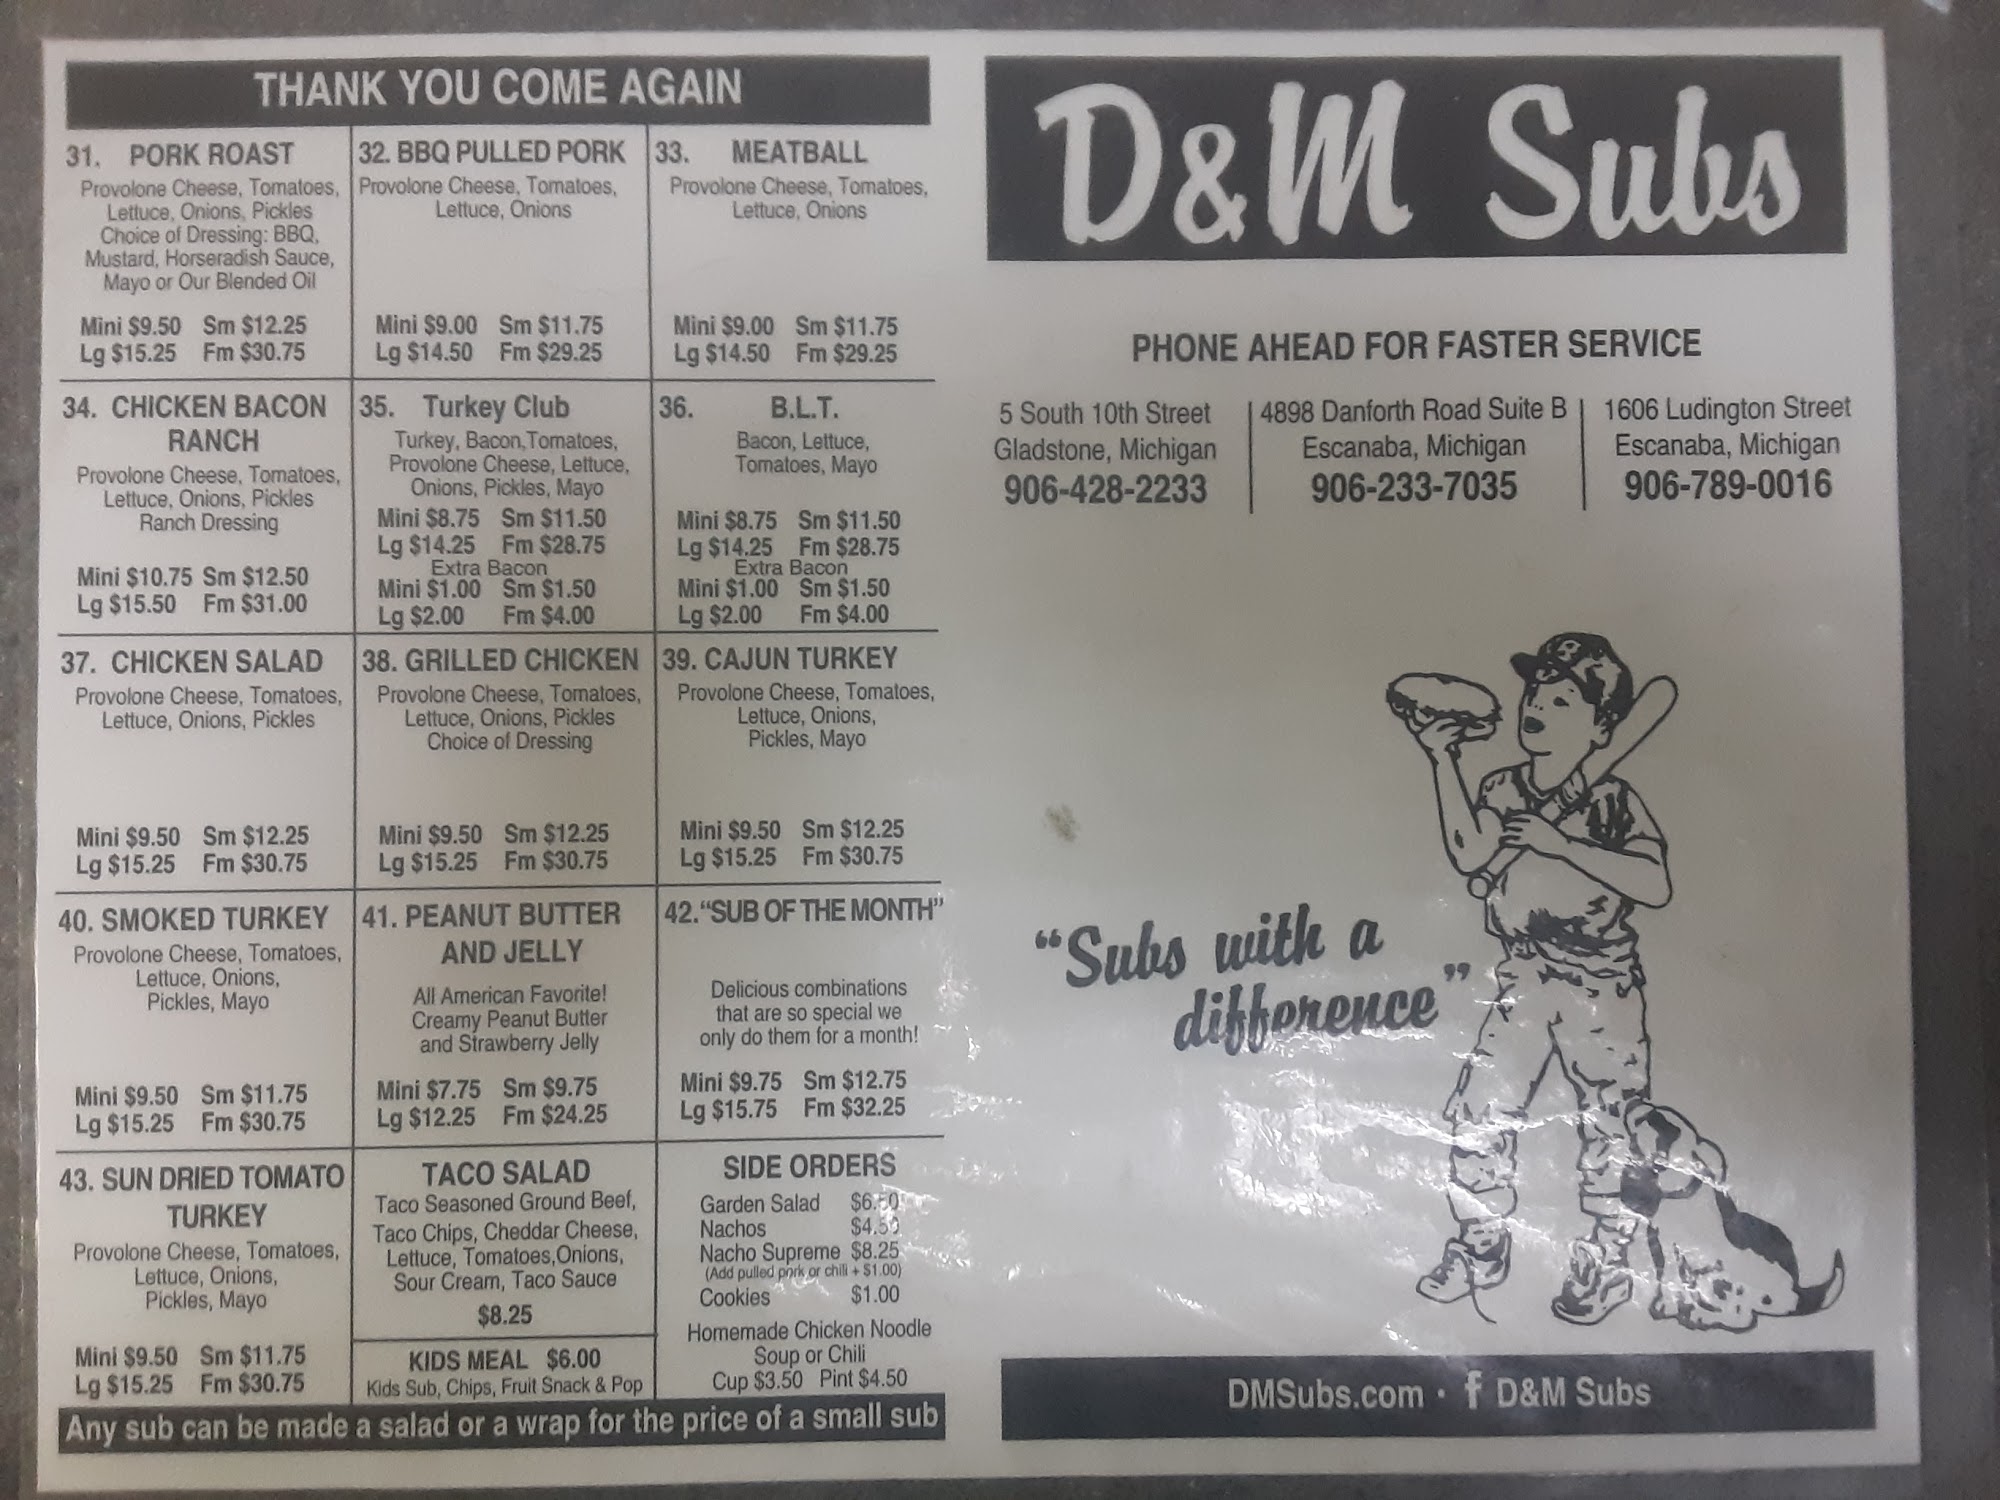 THANK YOU COME AGAIN
31. PORK ROAST
Provolone Cheese, Tomatoes,
Lettuce, Onions, Pickles
Choice of Dressing: BBQ,
Mustard, Horseradish Sauce,
Mayo or Our Blended Oil
Mini $9.50 Sm $12.25
Lg $15.25 Fm $30.75
32. BBQ PULLED PORK
Provolone Cheese, Tomatoes,
Lettuce, Onions
Mini $9.00 Sm $11.75
Lg $14.50 Fm $29.25
33. MEATBALL
Provolone Cheese, Tomatoes,
Lettuce, Onions
Mini $9.00 Sm $11.75
Lg $14.50 Fm $29.25
34. CHICKEN BACON
RANCH
Provolone Cheese, Tomatoes,
Lettuce, Onions, Pickles
Ranch Dressing
Mini $10.75 Sm $12.50
Lg $15.50 Fm $31.00
35. Turkey Club
Turkey, Bacon,Tomatoes,
Provolone Cheese, Lettuce,
Onions, Pickles, Mayo
Mini $8.75 Sm $11.50
Lg $14.25 Fm $28.75
Extra Bacon
Mini $1.00 Sm $1.50
Lg $2.00 Fm $4.00
36. B.L.T.
Bacon, Lettuce,
Tomatoes, Mayo
Mini $8.75 Sm $11.50
Lg $14.25 Fm $28.75
Extra Bacon
Mini $1.00 Sm $1.50
Lg $2.00 Fm $4.00
37. CHICKEN SALAD
Provolone Cheese, Tomatoes,
Lettuce, Onions, Pickles
Mini $9.50 Sm $12.25
Lg $15.25 Fm $30.75
38. GRILLED CHICKEN
Provolone Cheese, Tomatoes,
Lettuce, Onions, Pickles
Choice of Dressing
Mini $9.50 Sm $12.25
Lg $15.25 Fm $30.75
39. CAJUN TURKEY
Provolone Cheese, Tomatoes,
Lettuce, Onions,
Pickles, Mayo
Mini $9.50 Sm $12.25
Lg $15.25 Fm $30.75
40. SMOKED TURKEY
Provolone Cheese, Tomatoes,
Lettuce, Onions,
Pickles, Mayo
Mini $9.50 Sm $11.75
Lg $15.25 Fm $30.75
41. PEANUT BUTTER
AND JELLY
All American Favorite!
Creamy Peanut Butter
and Strawberry Jelly
Mini $7.75 Sm $9.75
Lg $12.25 Fm $24.25
42."SUB OF THE MONTH"
Delicious combinations
that are so special we
only do them for a month!
Mini $9.75 Sm $12.75
Lg $15.75 Fm $32.25
43. SUN DRIED TOMATO
TURKEY
Provolone Cheese, Tomatoes,
Lettuce, Onions,
Pickles, Mayo
Mini $9.50 Sm $11.75
Lg $15.25 Fm $30.75
TACO SALAD
Taco Seasoned Ground Beef,
Taco Chips, Cheddar Cheese,
Lettuce, Tomatoes,Onions,
Sour Cream, Taco Sauce
$8.25
KIDS MEAL $6.00
Kids Sub, Chips, Fruit Snack & Pop
SIDE ORDERS
Garden Salad $6.50
Nachos $4.50
Nacho Supreme $8.25
(Add pulled pork or chili + $1.00)
Cookies $1.00
Homemade Chicken Noodle
Soup or Chili
Cup $3.50 Pint $4.50
Any sub can be made a salad or a wrap for the price of a small sub
D&M Subs
PHONE AHEAD FOR FASTER SERVICE
5 South 10th Street
Gladstone, Michigan
906-428-2233
4898 Danforth Road Suite B
Escanaba, Michigan
906-233-7035
1606 Ludington Street
Escanaba, Michigan
906-789-0016
B
"Subs with a
difference"
DMSubs.com • f D&M Subs